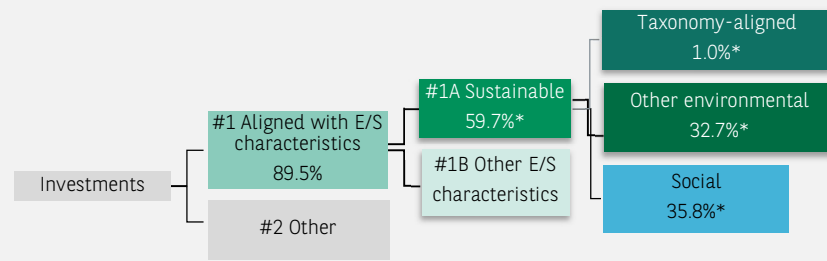 Investments
#1 Aligned with E/S
characteristics
89.5%
#2 Other
#1A Sustainable
59.7%*
#1B Other E/S
characteristics
Taxonomy-aligned
1.0%*
Other environmental
32.7%*
Social
35.8%*